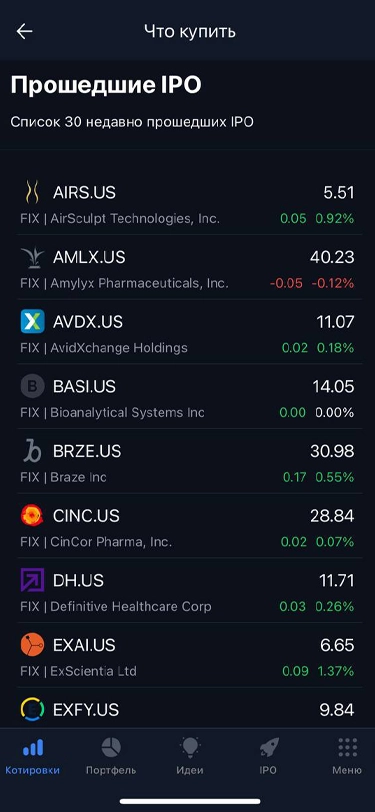 Что купить
Прошедшие IPO
Список 30 недавно прошедших IPO
AIRS.US 5.51
FIX | AirSculpt Technologies, Inc. 0.05 0.92%
AMLX.US 40.23
FIX | Amylyx Pharmaceuticals, Inc. -0.05 -0.12%
AVDX.US 11.07
FIX | AvidXchange Holdings 0.02 0.18%
B BASI.US 14.05
FIX | Bioanalytical Systems Inc 0.00 0.00%
BRZE.US 30.98
FIX | Braze Inc 0.17 0.55%
CINC.US 28.84
FIX | CinCor Pharma, Inc. 0.02 0.07%
DH.US 11.71
FIX | Definitive Healthcare Corp 0.03 0.26%
EXAI.US 6.65
FIX | ExScientia Ltd 0.09 1.37%
EXFY.US 9.84
Котировки Портфель Идеи IPO Меню